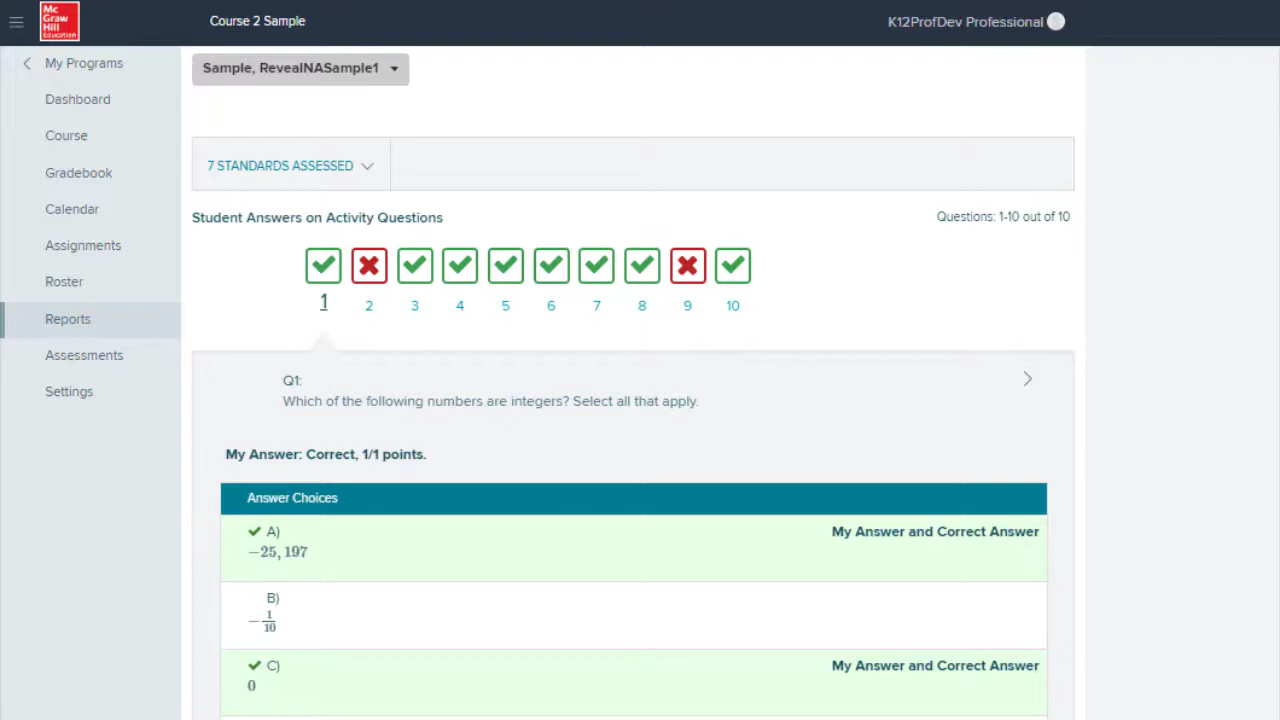 Mc
Graw
Hill
Education
Course 2 Sample
K12ProfDev Professional
My Programs
Dashboard
Course
Gradebook
Calendar
Assignments
Roster
Reports
Assessments
Settings
Sample, RevealNASample1
7 STANDARDS ASSESSED
Student Answers on Activity Questions
Questions: 1-10 out of 10
1 2 3 4 5 6 7 8 9 10
Q1:
Which of the following numbers are integers? Select all that apply.
My Answer: Correct, 1/1 points.
Answer Choices
A) My Answer and Correct Answer
−25, 197
B)
−1/10
C) My Answer and Correct Answer
0